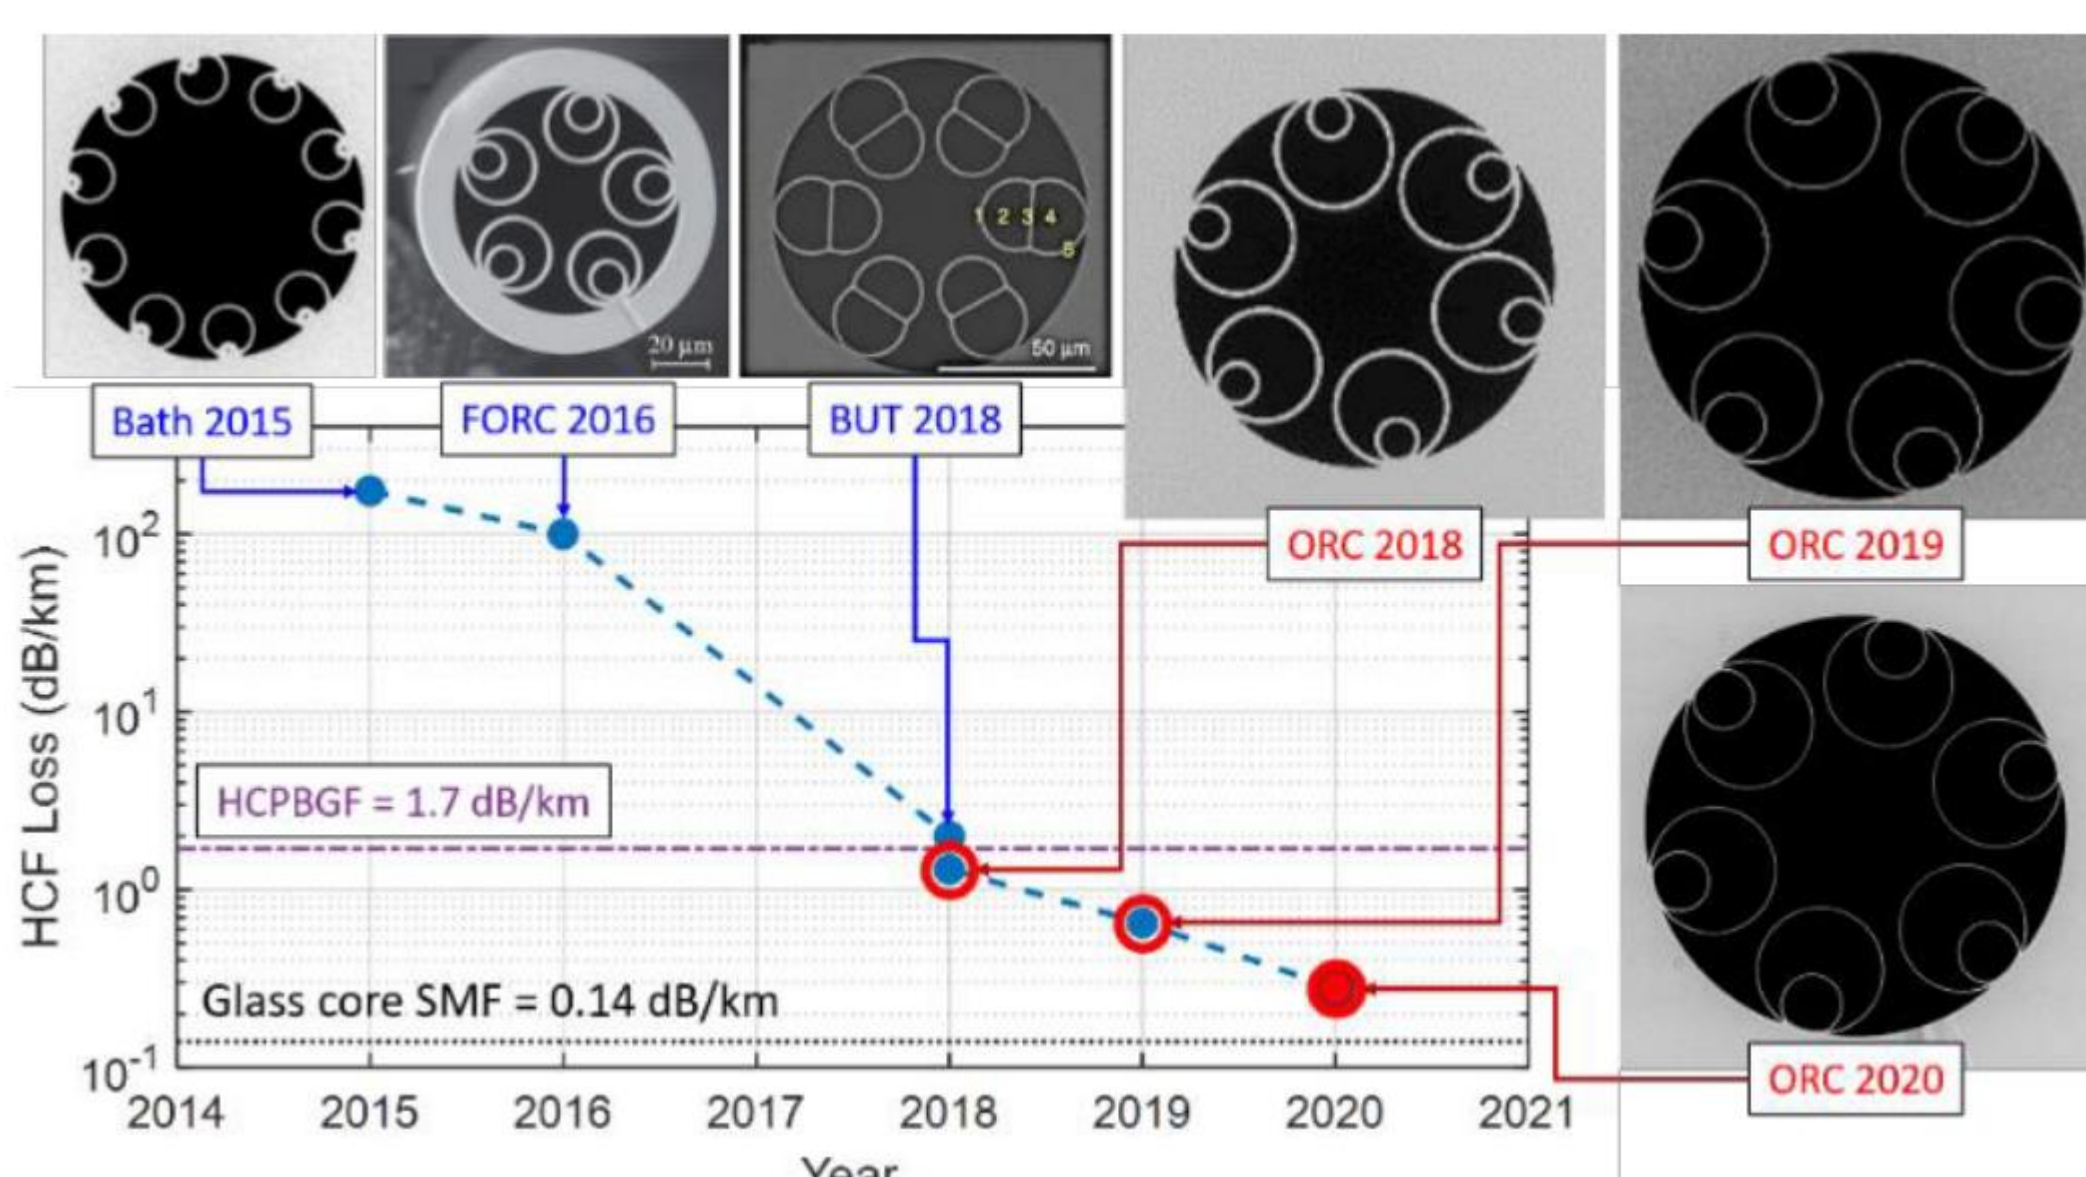 20 µm
1 2 3 4
5
50 µm
Bath 2015
FORC 2016
BUT 2018
ORC 2018
ORC 2019
HCF Loss (dB/km)
10²
10¹
10⁰
10⁻¹
HCPBGF = 1.7 dB/km
Glass core SMF = 0.14 dB/km
ORC 2020
2014 2015 2016 2017 2018 2019 2020 2021
Year